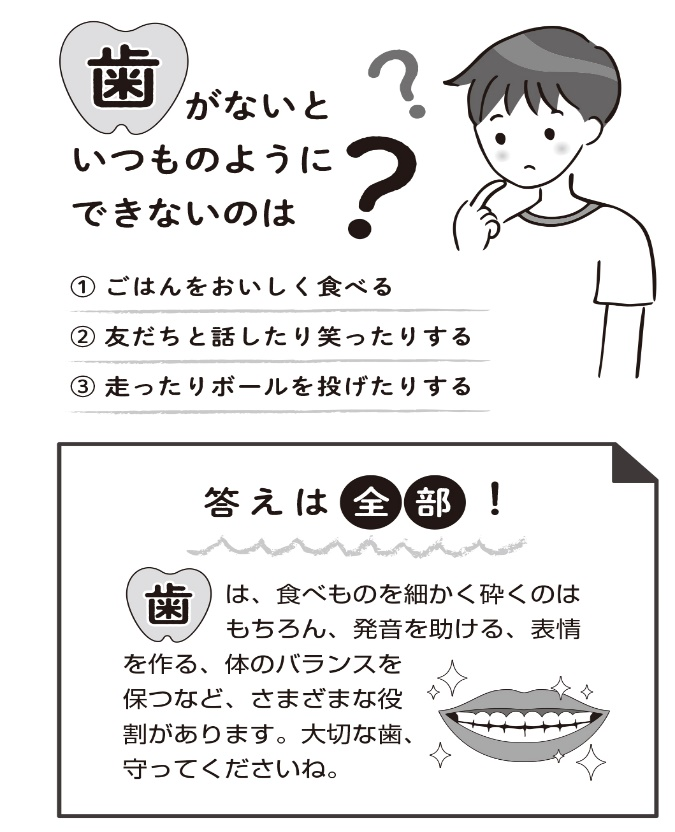 歯がないと
いつものように
できないのは
?
?
① ごはんをおいしく食べる
② 友だちと話したり笑ったりする
③ 走ったりボールを投げたりする
答えは全部!
歯は、食べものを細かく砕くのは
もちろん、発音を助ける、表情
を作る、体のバランスを
保つなど、さまざまな役
割があります。大切な歯、
守ってくださいね。